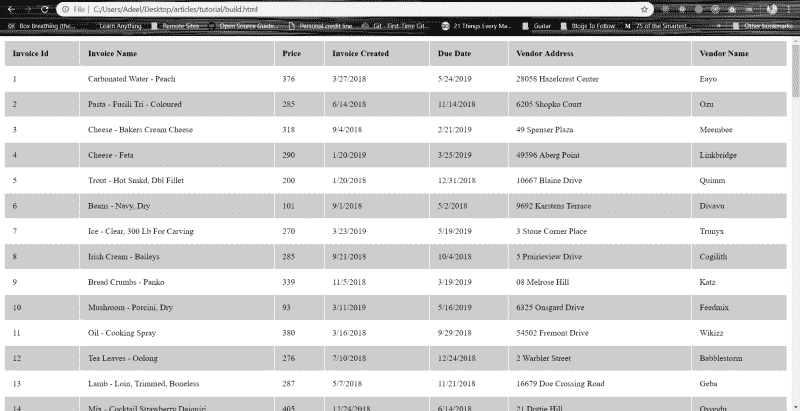 File | C:/Users/Adeel/Desktop/articles/tutorial/build.html
Box Breathing (the... Learn Anything Remote Sites Open Source Guide... Personal credit line... Git - First-Time Git... 21 Things Every Ma... Guitar Blogs To Follow 75 of the Smartest... Other bookmarks
Invoice Id Invoice Name Price Invoice Created Due Date Vendor Address Vendor Name
1 Carbonated Water - Peach 376 3/27/2018 5/24/2019 28058 Hazelcrest Center Eayo
2 Pasta - Fusili Tri - Coloured 285 6/14/2018 11/14/2018 6205 Shopko Court Ozu
3 Cheese - Bakers Cream Cheese 318 9/4/2018 2/21/2019 49 Spenser Plaza Meembee
4 Cheese - Feta 290 1/20/2019 3/25/2019 49596 Aberg Point Linkbridge
5 Trout - Hot Smkd, Dbl Fillet 200 1/20/2018 12/31/2018 10667 Blaine Drive Quimm
6 Beans - Navy, Dry 101 9/1/2018 5/2/2018 9692 Karstens Terrace Divavu
7 Ice - Clear, 300 Lb For Carving 270 3/23/2019 5/19/2019 3 Stone Corner Place Trunyx
8 Irish Cream - Baileys 285 9/21/2018 10/4/2018 5 Prairieview Drive Cogilith
9 Bread Crumbs - Panko 339 11/5/2018 3/19/2019 08 Melrose Hill Katz
10 Mushroom - Porcini, Dry 93 3/11/2019 5/16/2019 6325 Onsgard Drive Feedmix
11 Oil - Cooking Spray 380 3/16/2018 9/29/2018 54502 Fremont Drive Wikizz
12 Tea Leaves - Oolong 276 7/10/2018 12/24/2018 2 Warbler Street Babblestorm
13 Lamb - Loin, Trimmed, Boneless 287 5/7/2018 11/21/2018 16679 Doe Crossing Road Geba
14 Mix - Cocktail Strawberry Daiquiri 405 12/24/2018 6/14/2018 21 Dottie Hill